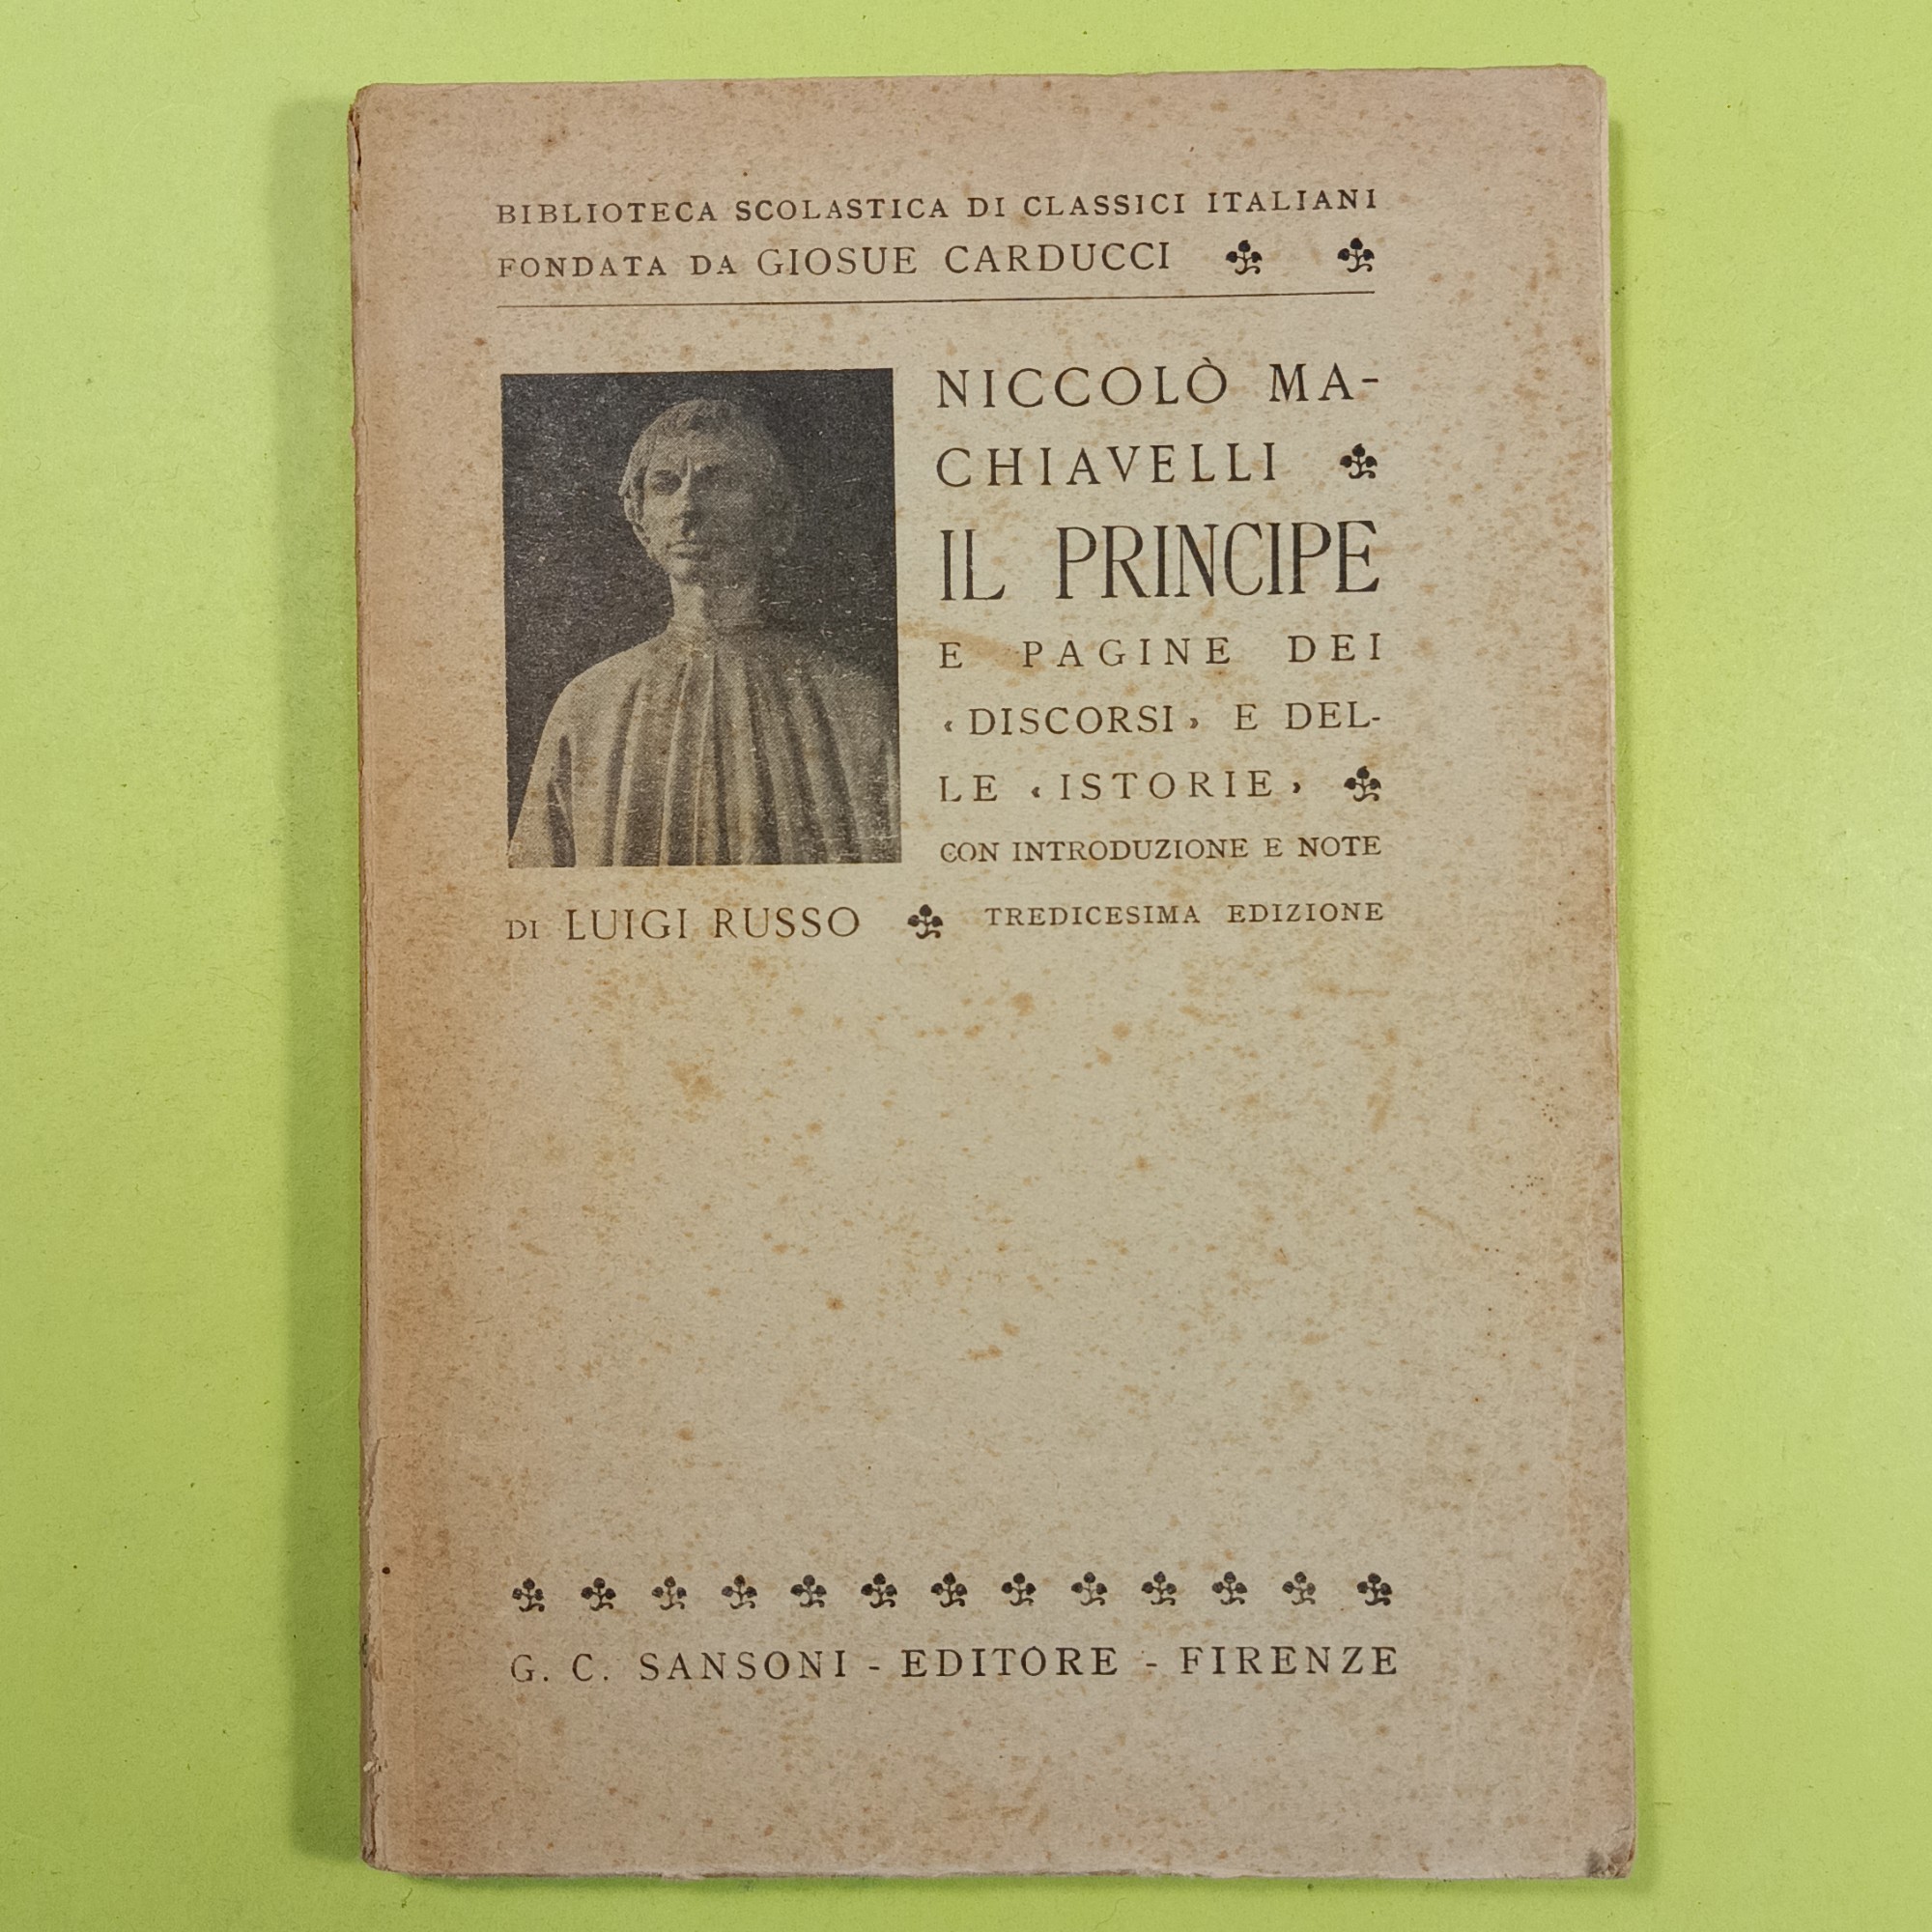 BIBLIOTECA SCOLASTICA DI CLASSICI ITALIANI
FONDATA DA GIOSUE CARDUCCI
NICCOLÒ MA-
CHIAVELLI
IL PRINCIPE
E PAGINE DEI
‹ DISCORSI › E DEL-
LE ‹ ISTORIE ›
CON INTRODUZIONE E NOTE
DI LUIGI RUSSO TREDICESIMA EDIZIONE
G. C. SANSONI - EDITORE - FIRENZE